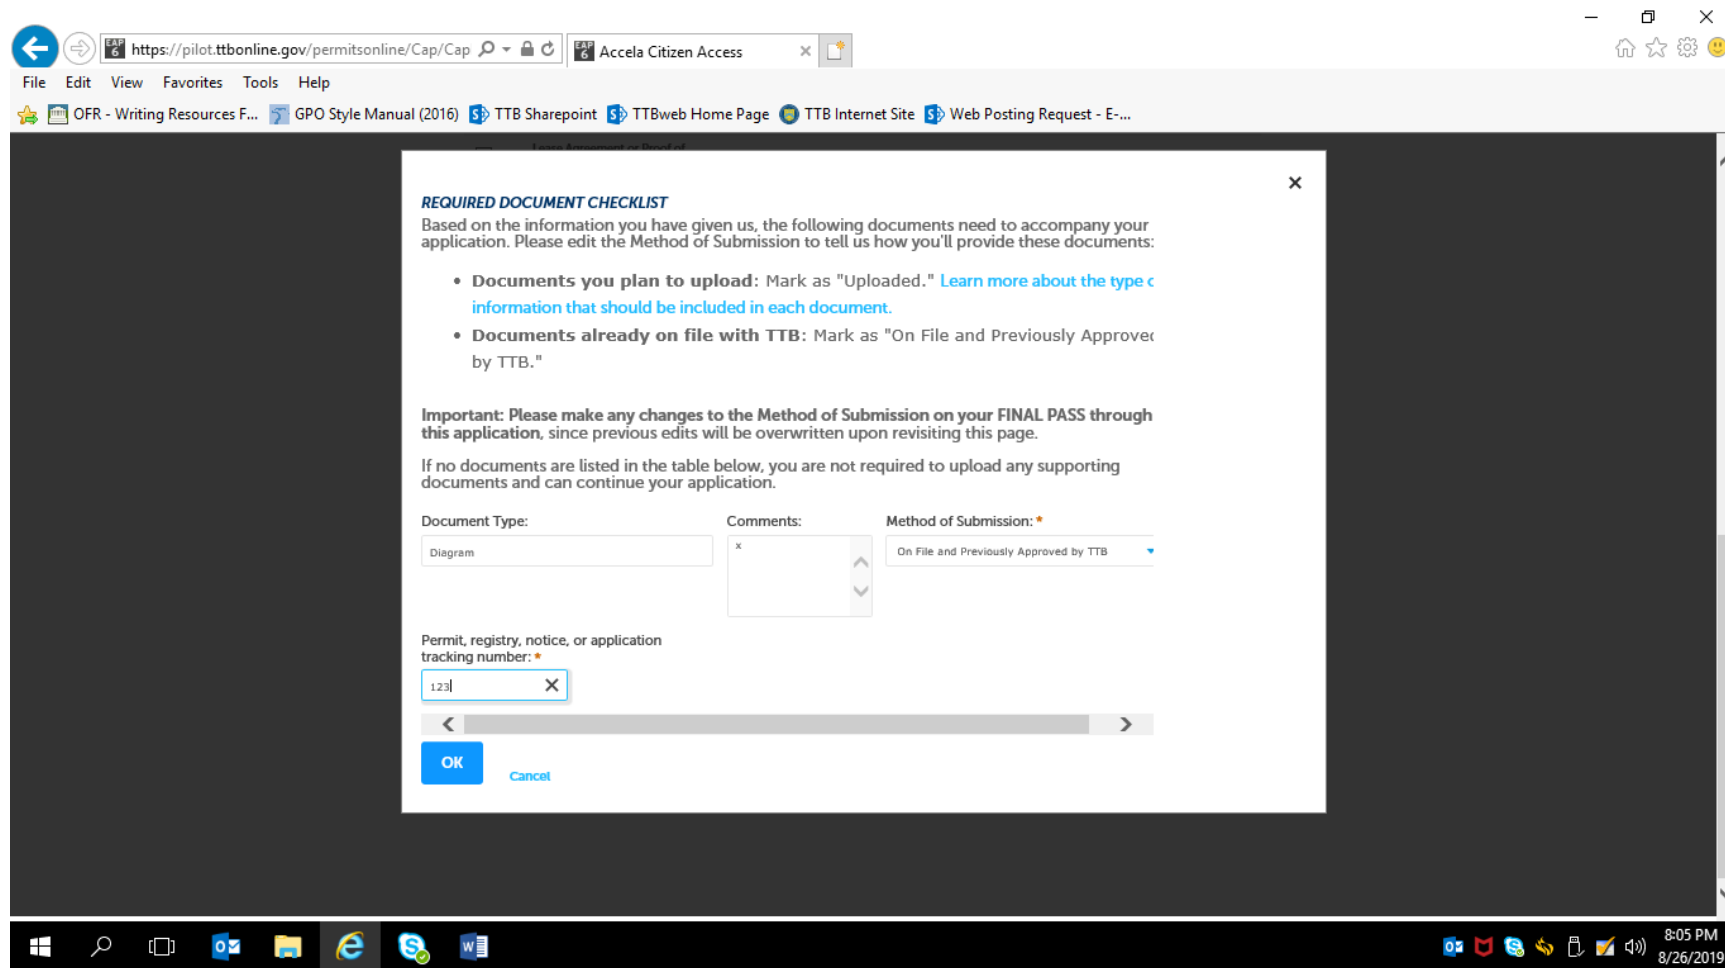 https://pilot.ttbonline.gov/permitsonline/Cap/Cap
EAP 6 Accela Citizen Access
File Edit View Favorites Tools Help
OFR - Writing Resources F... GPO Style Manual (2016) TTB Sharepoint TTBweb Home Page TTB Internet Site Web Posting Request - E-...
Lease Agreement or Proof of
REQUIRED DOCUMENT CHECKLIST
Based on the information you have given us, the following documents need to accompany your
application. Please edit the Method of Submission to tell us how you'll provide these documents:
• Documents you plan to upload: Mark as "Uploaded." Learn more about the type o
information that should be included in each document.
• Documents already on file with TTB: Mark as "On File and Previously Approved
by TTB."
Important: Please make any changes to the Method of Submission on your FINAL PASS through
this application, since previous edits will be overwritten upon revisiting this page.
If no documents are listed in the table below, you are not required to upload any supporting
documents and can continue your application.
Document Type: Comments: Method of Submission: *
Diagram x On File and Previously Approved by TTB
Permit, registry, notice, or application
tracking number: *
123
OK
Cancel
8:05 PM
8/26/2019